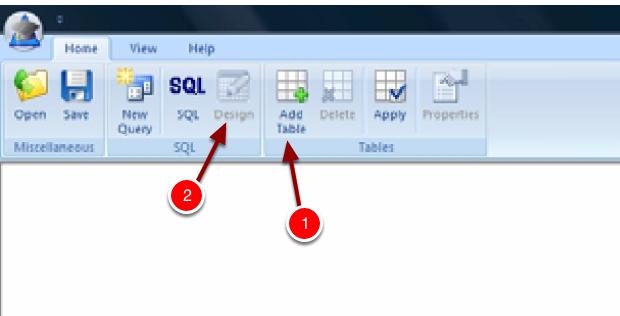 Home View Help
SQL
Open Save New Query SQL Design Add Table Delete Apply Properties
Miscellaneous SQL Tables
2
1